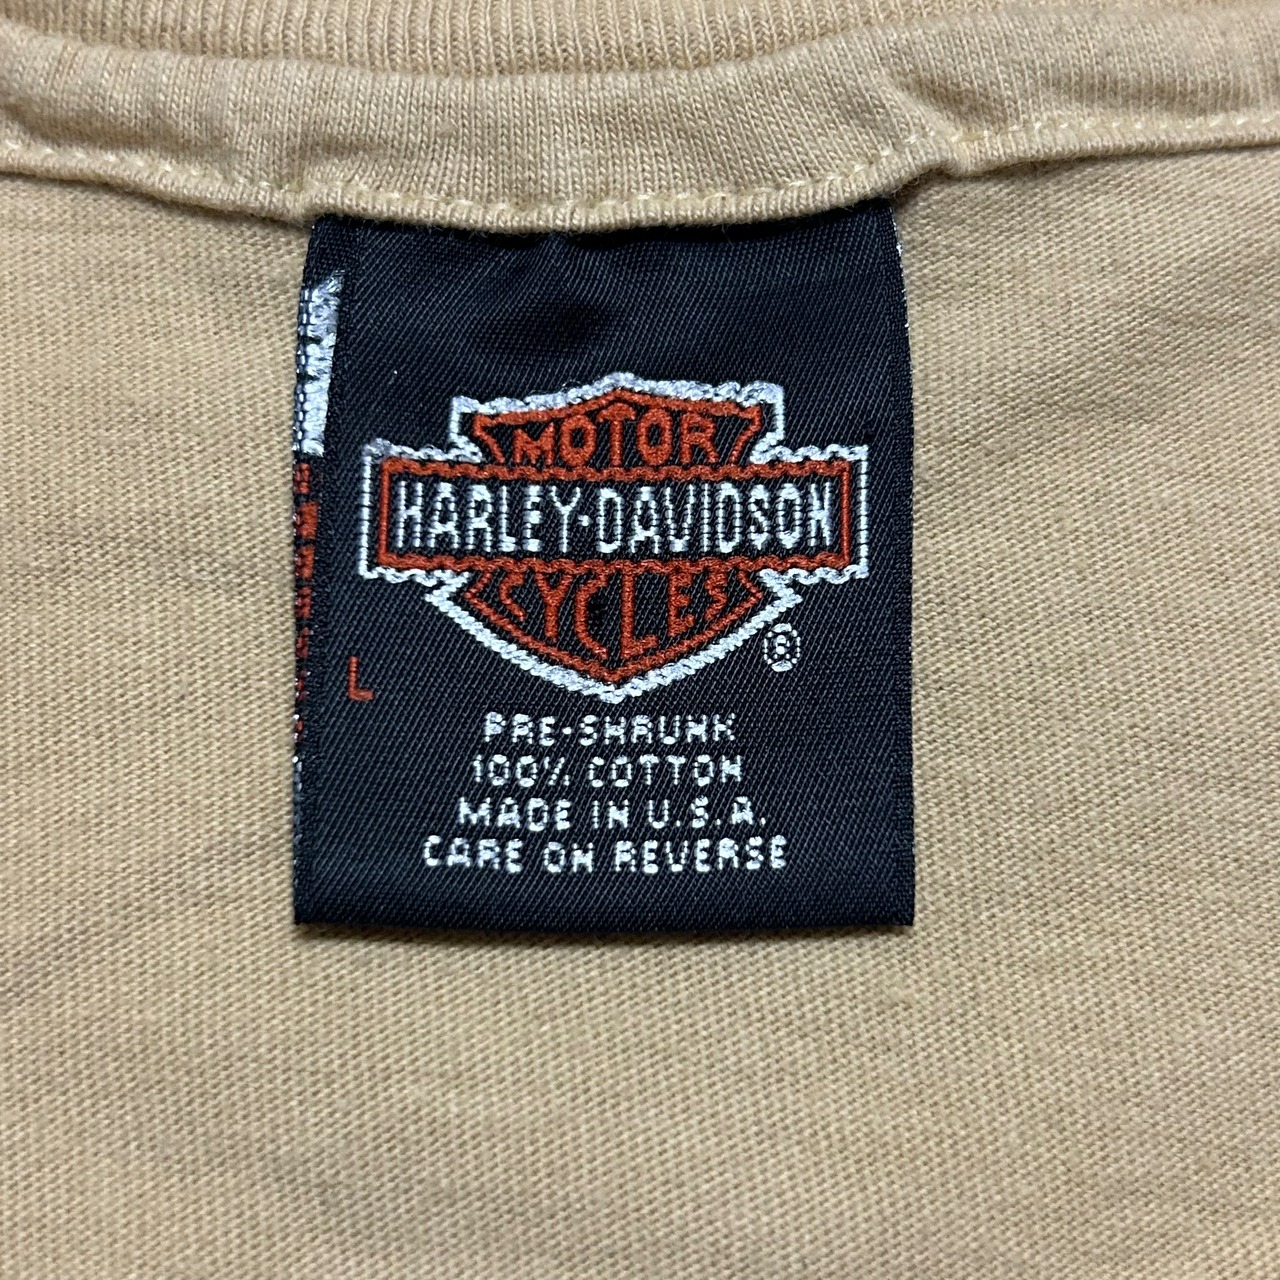 MOTOR
HARLEY-DAVIDSON
CYCLES
®
L
PRE-SHRUNK
100% COTTON
MADE IN U.S.A.
CARE ON REVERSE